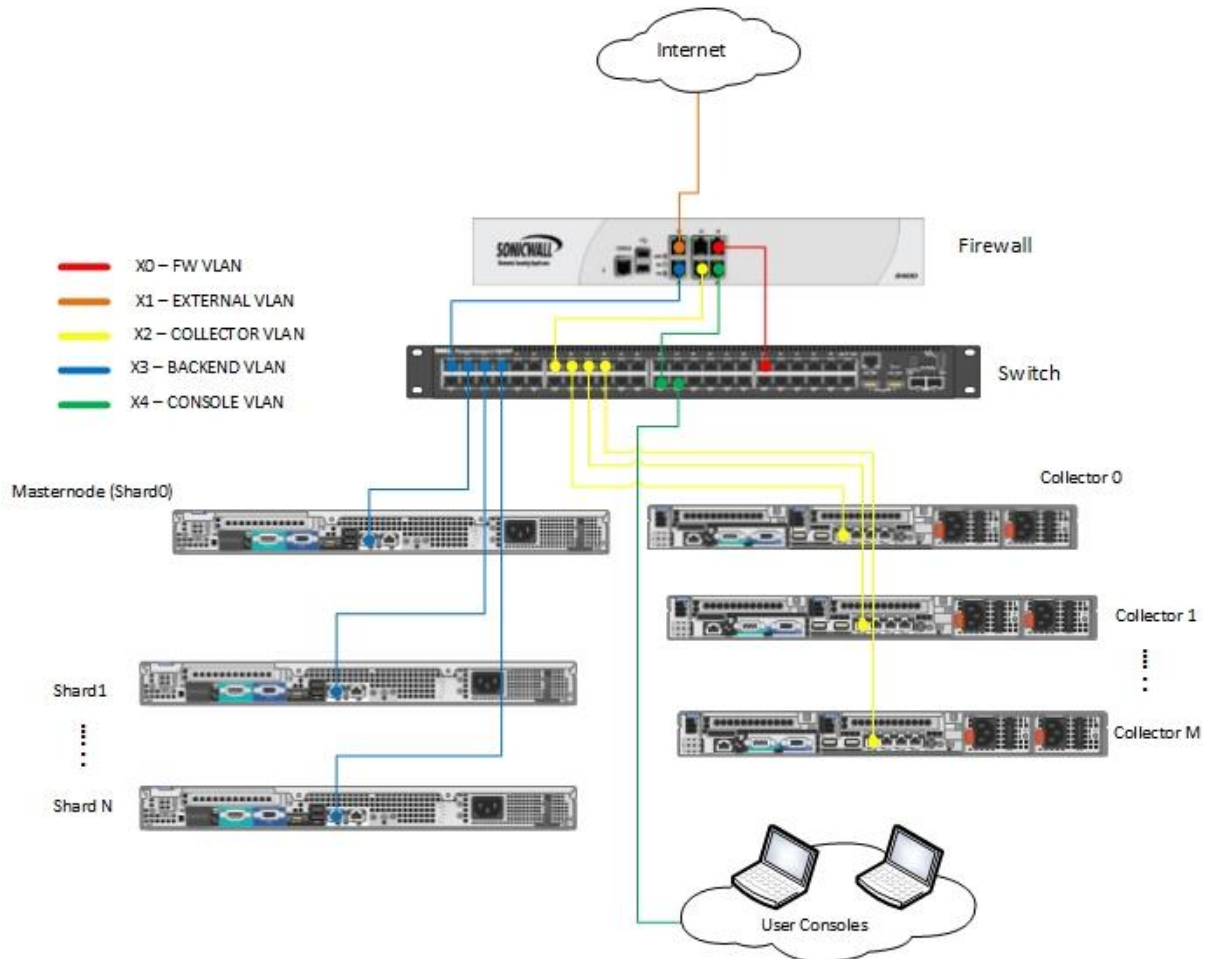 Internet
SONICWALL
Firewall
X0 – FW VLAN
X1 – EXTERNAL VLAN
X2 – COLLECTOR VLAN
X3 – BACKEND VLAN
X4 – CONSOLE VLAN
Switch
Masternode (Shard0)
Collector 0
Collector 1
Shard1
Collector M
Shard N
User Consoles